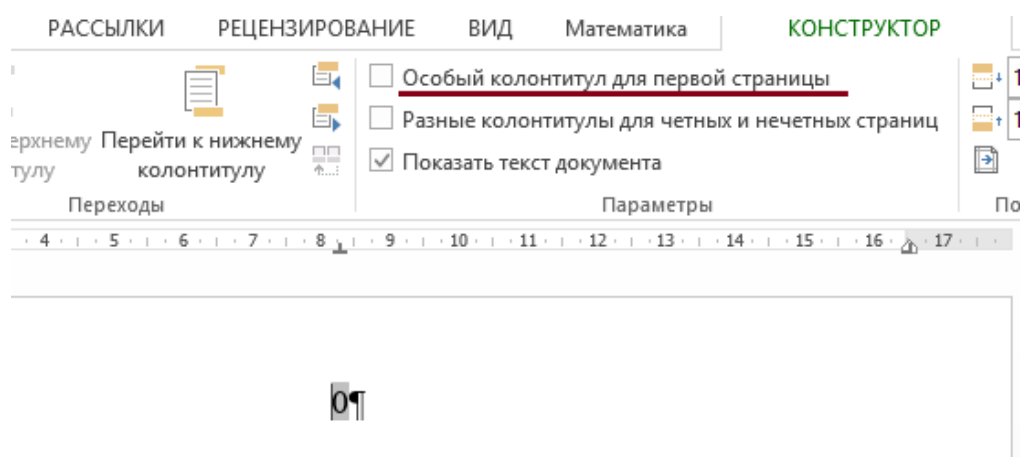 РАССЫЛКИ РЕЦЕНЗИРОВАНИЕ ВИД Математика КОНСТРУКТОР
Особый колонтитул для первой страницы
Разные колонтитулы для четных и нечетных страниц
Перейти к нижнему
колонтитулу
Показать текст документа
Переходы Параметры
4 5 6 7 8 9 10 11 12 13 14 15 16 17
0¶